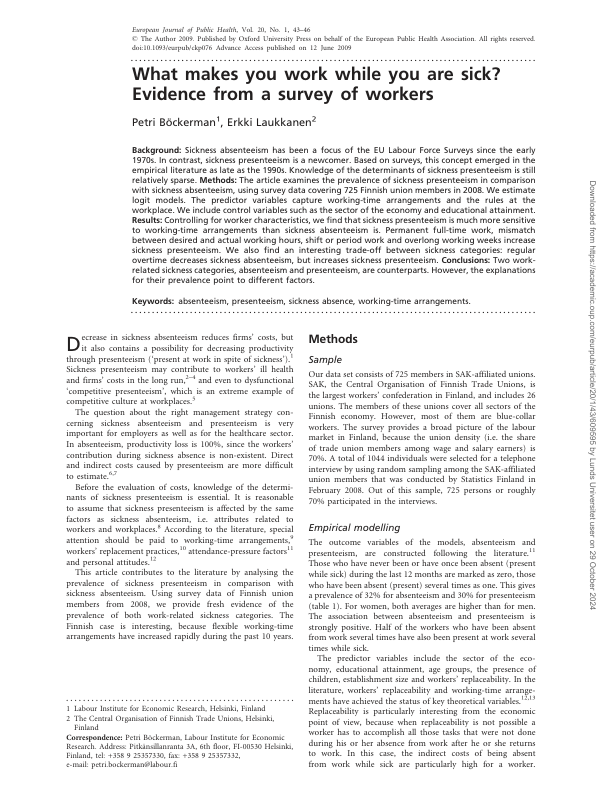 European Journal of Public Health, Vol. 20, No. 1, 43–46
© The Author 2009. Published by Oxford University Press on behalf of the European Public Health Association. All rights reserved.
doi:10.1093/eurpub/ckp076 Advance Access published on 12 June 2009
What makes you work while you are sick?
Evidence from a survey of workers
Petri Böckerman1, Erkki Laukkanen2
Background: Sickness absenteeism has been a focus of the EU Labour Force Surveys since the early
1970s. In contrast, sickness presenteeism is a newcomer. Based on surveys, this concept emerged in the
empirical literature as late as the 1990s. Knowledge of the determinants of sickness presenteeism is still
relatively sparse. Methods: The article examines the prevalence of sickness presenteeism in comparison
with sickness absenteeism, using survey data covering 725 Finnish union members in 2008. We estimate
logit models. The predictor variables capture working-time arrangements and the rules at the
workplace. We include control variables such as the sector of the economy and educational attainment.
Results: Controlling for worker characteristics, we find that sickness presenteeism is much more sensitive
to working-time arrangements than sickness absenteeism is. Permanent full-time work, mismatch
between desired and actual working hours, shift or period work and overlong working weeks increase
sickness presenteeism. We also find an interesting trade-off between sickness categories: regular
overtime decreases sickness absenteeism, but increases sickness presenteeism. Conclusions: Two work-
related sickness categories, absenteeism and presenteeism, are counterparts. However, the explanations
for their prevalence point to different factors.
Keywords: absenteeism, presenteeism, sickness absence, working-time arrangements.
Decrease in sickness absenteeism reduces firms' costs, but
it also contains a possibility for decreasing productivity
through presenteeism ('present at work in spite of sickness').1
Sickness presenteeism may contribute to workers' ill health
and firms' costs in the long run,2–4 and even to dysfunctional
'competitive presenteeism', which is an extreme example of
competitive culture at workplaces.5
The question about the right management strategy con-
cerning sickness absenteeism and presenteeism is very
important for employers as well as for the healthcare sector.
In absenteeism, productivity loss is 100%, since the workers'
contribution during sickness absence is non-existent. Direct
and indirect costs caused by presenteeism are more difficult
to estimate.6,7
Before the evaluation of costs, knowledge of the determi-
nants of sickness presenteeism is essential. It is reasonable
to assume that sickness presenteeism is affected by the same
factors as sickness absenteeism, i.e. attributes related to
workers and workplaces.8 According to the literature, special
attention should be paid to working-time arrangements,9
workers' replacement practices,10 attendance-pressure factors11
and personal attitudes.12
This article contributes to the literature by analysing the
prevalence of sickness presenteeism in comparison with
sickness absenteeism. Using survey data of Finnish union
members from 2008, we provide fresh evidence of the
prevalence of both work-related sickness categories. The
Finnish case is interesting, because flexible working-time
arrangements have increased rapidly during the past 10 years.
1 Labour Institute for Economic Research, Helsinki, Finland
2 The Central Organisation of Finnish Trade Unions, Helsinki,
Finland
Correspondence: Petri Böckerman, Labour Institute for Economic
Research. Address: Pitkänsillanranta 3A, 6th floor, FI-00530 Helsinki,
Finland, tel: +358 9 25357330, fax: +358 9 25357332,
e-mail: petri.bockerman@labour.fi
Methods
Sample
Our data set consists of 725 members in SAK-affiliated unions.
SAK, the Central Organisation of Finnish Trade Unions, is
the largest workers' confederation in Finland, and includes 26
unions. The members of these unions cover all sectors of the
Finnish economy. However, most of them are blue-collar
workers. The survey provides a broad picture of the labour
market in Finland, because the union density (i.e. the share
of trade union members among wage and salary earners) is
70%. A total of 1044 individuals were selected for a telephone
interview by using random sampling among the SAK-affiliated
union members that was conducted by Statistics Finland in
February 2008. Out of this sample, 725 persons or roughly
70% participated in the interviews.
Empirical modelling
The outcome variables of the models, absenteeism and
presenteeism, are constructed following the literature.11
Those who have never been or have once been absent (present
while sick) during the last 12 months are marked as zero, those
who have been absent (present) several times as one. This gives
a prevalence of 32% for absenteeism and 30% for presenteeism
(table 1). For women, both averages are higher than for men.
The association between absenteeism and presenteeism is
strongly positive. Half of the workers who have been absent
from work several times have also been present at work several
times while sick.
The predictor variables include the sector of the eco-
nomy, educational attainment, age groups, the presence of
children, establishment size and workers' replaceability. In the
literature, workers' replaceability and working-time arrange-
ments have achieved the status of key theoretical variables.12,13
Replaceability is particularly interesting from the economic
point of view, because when replaceability is not possible a
worker has to accomplish all those tasks that were not done
during his or her absence from work after he or she returns
to work. In this case, the indirect costs of being absent
from work while sick are particularly high for a worker.
Downloaded from https://academic.oup.com/eurpub/article/20/1/43/609595 by Lunds Universitet user on 29 October 2024